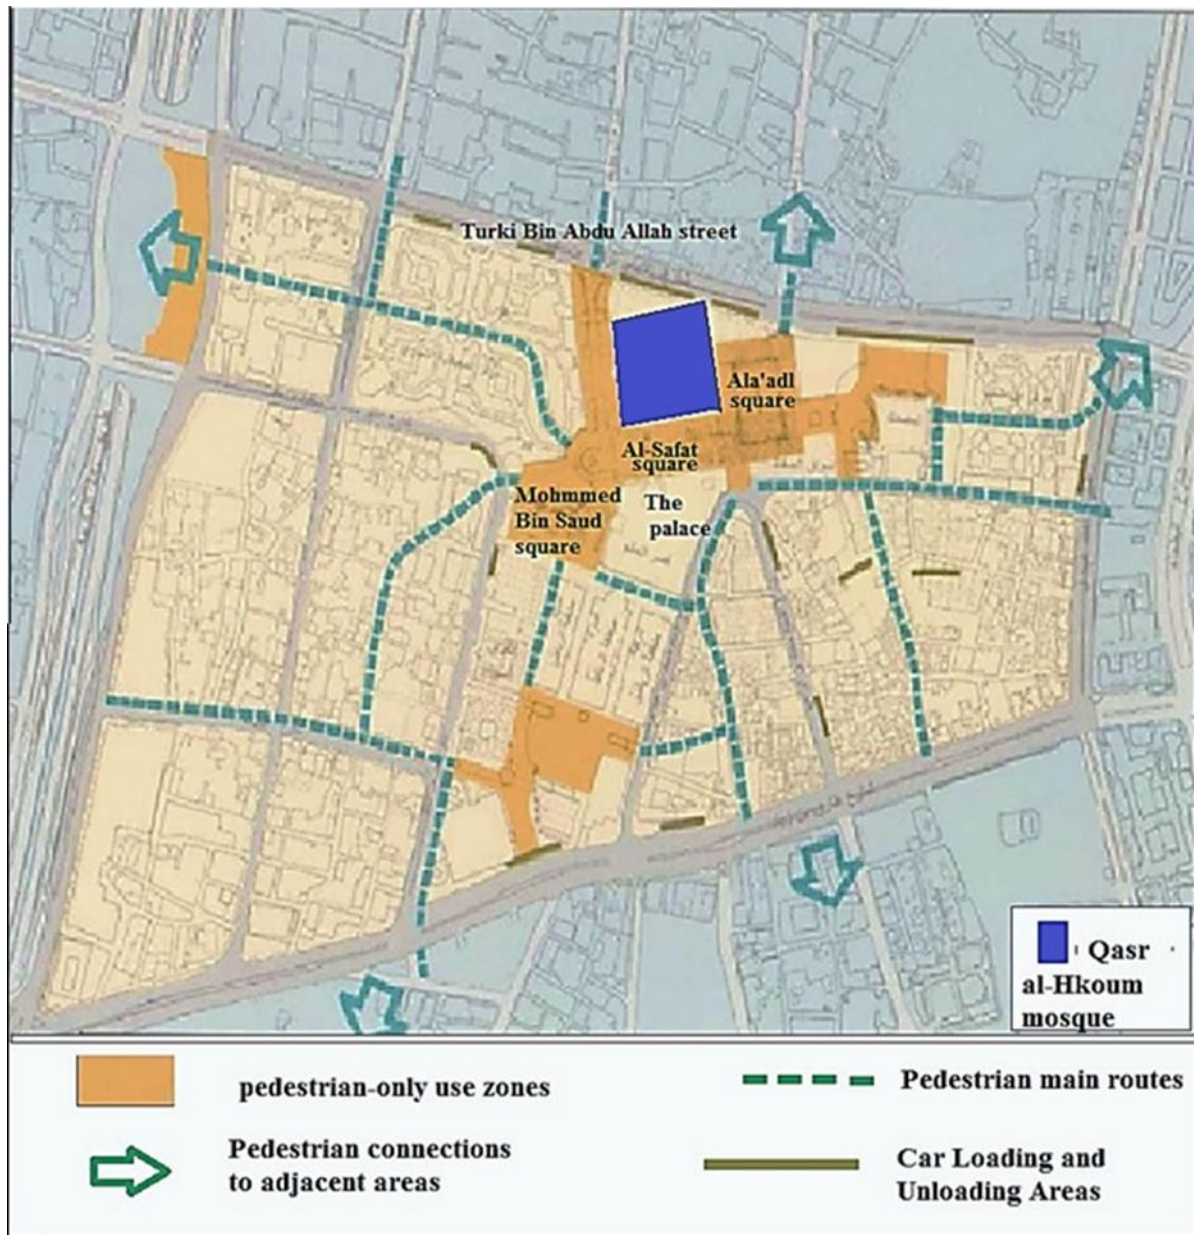 Turki Bin Abdu Allah street
Ala'adl
square
Al-Safat
square
Mohmmed
Bin Saud
square
The
palace
Qasr
al-Hkoum
mosque
pedestrian-only use zones
Pedestrian main routes
Pedestrian connections
to adjacent areas
Car Loading and
Unloading Areas